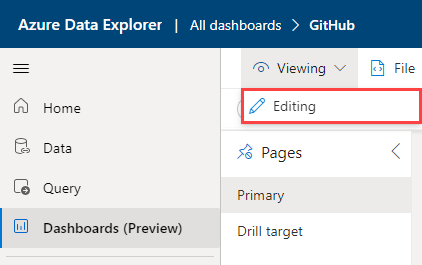 Azure Data Explorer | All dashboards > GitHub
Viewing File
Editing
Home
Data
Query
Dashboards (Preview)
Pages
Primary
Drill target